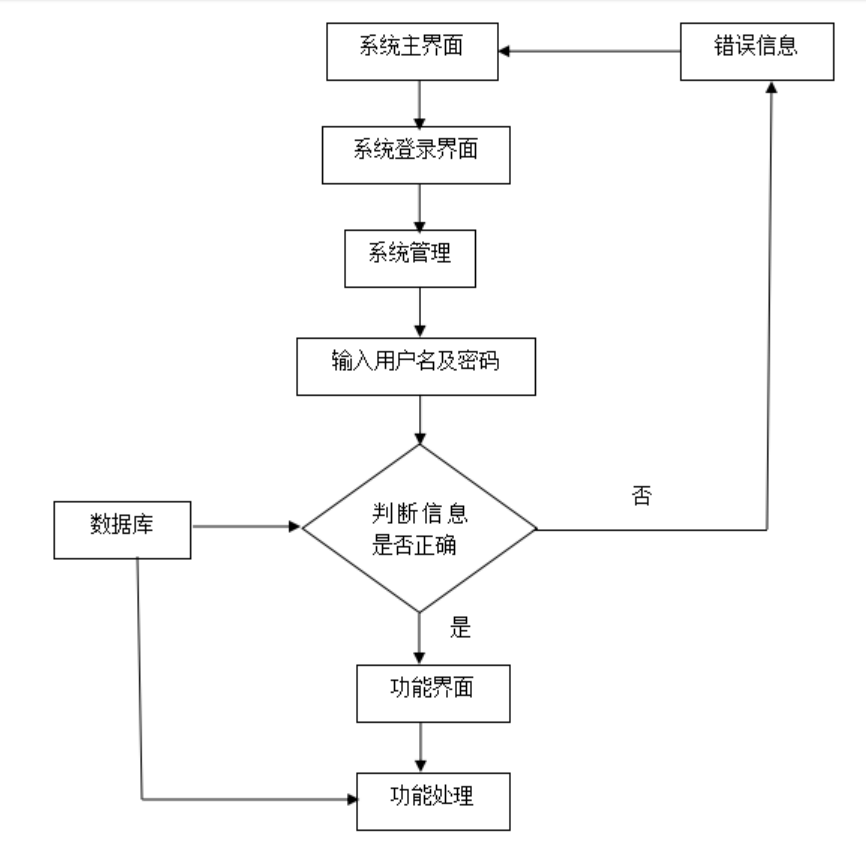 系统主界面
错误信息
系统登录界面
系统管理
输入用户名及密码
否
数据库
判断信息
是否正确
是
功能界面
功能处理